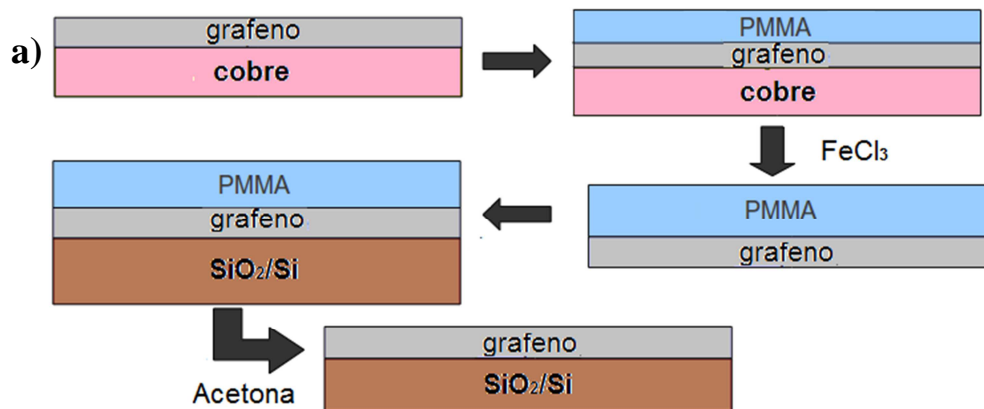 a)
grafeno
cobre
PMMA
grafeno
cobre
FeCl₃
PMMA
grafeno
PMMA
grafeno
SiO₂/Si
Acetona
grafeno
SiO₂/Si